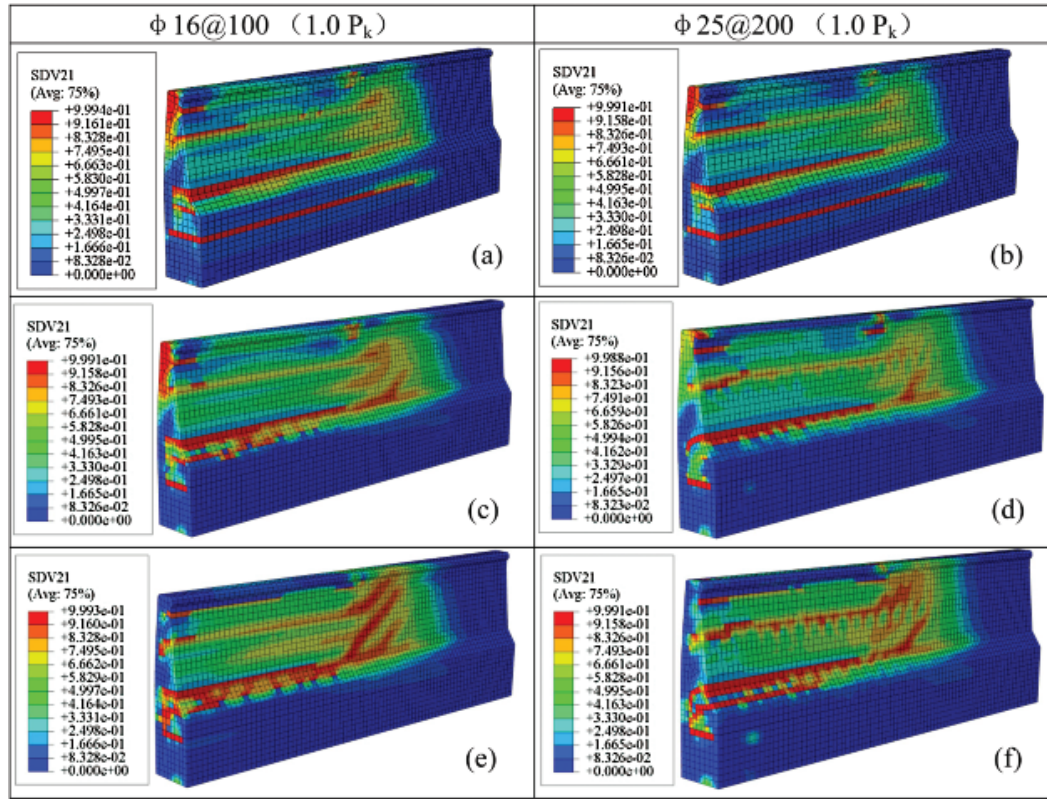 φ 16@100 （1.0 Pk）
φ 25@200 （1.0 Pk）
SDV21
(Avg: 75%)
+9.994e-01
+9.161e-01
+8.328e-01
+7.495e-01
+6.663e-01
+5.830e-01
+4.997e-01
+4.164e-01
+3.331e-01
+2.498e-01
+1.666e-01
+8.328e-02
+0.000e+00
(a)
SDV21
(Avg: 75%)
+9.991e-01
+9.158e-01
+8.326e-01
+7.493e-01
+6.661e-01
+5.828e-01
+4.995e-01
+4.163e-01
+3.330e-01
+2.498e-01
+1.665e-01
+8.326e-02
+0.000e+00
(b)
SDV21
(Avg: 75%)
+9.991e-01
+9.158e-01
+8.326e-01
+7.493e-01
+6.661e-01
+5.828e-01
+4.995e-01
+4.163e-01
+3.330e-01
+2.498e-01
+1.665e-01
+8.326e-02
+0.000e+00
(c)
SDV21
(Avg: 75%)
+9.988e-01
+9.156e-01
+8.323e-01
+7.491e-01
+6.659e-01
+5.826e-01
+4.994e-01
+4.162e-01
+3.329e-01
+2.497e-01
+1.665e-01
+8.323e-02
+0.000e+00
(d)
SDV21
(Avg: 75%)
+9.993e-01
+9.160e-01
+8.328e-01
+7.495e-01
+6.662e-01
+5.829e-01
+4.997e-01
+4.164e-01
+3.331e-01
+2.498e-01
+1.666e-01
+8.328e-02
+0.000e+00
(e)
SDV21
(Avg: 75%)
+9.991e-01
+9.158e-01
+8.326e-01
+7.493e-01
+6.661e-01
+5.828e-01
+4.995e-01
+4.163e-01
+3.330e-01
+2.498e-01
+1.665e-01
+8.326e-02
+0.000e+00
(f)